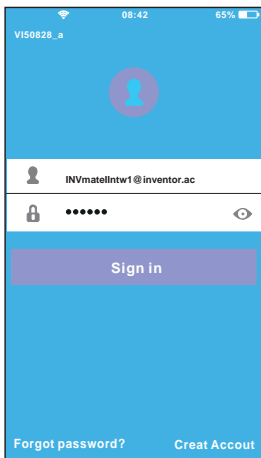 08:42 65%
VI50828_a
INVmatelIntw1@inventor.ac
••••••
Sign in
Forgot password? Creat Accout